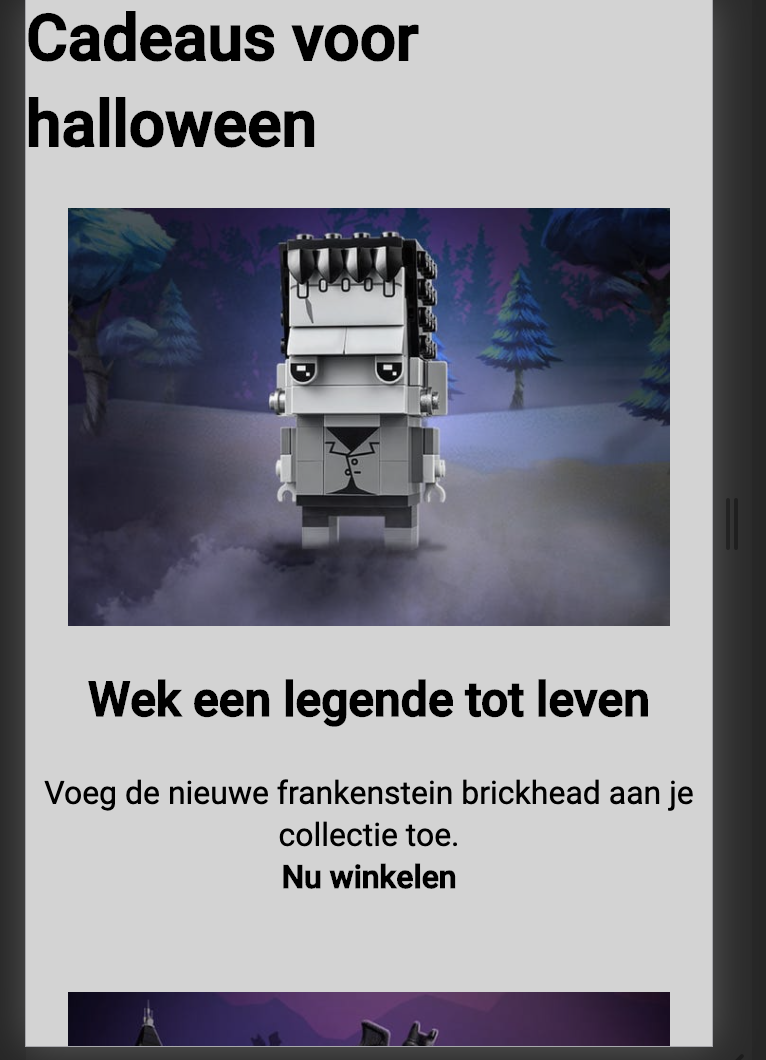 Cadeaus voor
halloween
Wek een legende tot leven
Voeg de nieuwe frankenstein brickhead aan je
collectie toe.
Nu winkelen